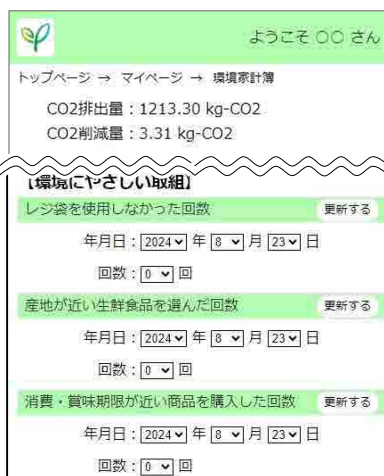 ようこそ 〇〇 さん
トップページ → マイページ → 環境家計簿
CO2排出量：1213.30 kg-CO2
CO2削減量：3.31 kg-CO2
【環境にやさしい取組】
レジ袋を使用しなかった回数 更新する
年月日：2024 年 8 月 23 日
回数：0 回
産地が近い生鮮食品を選んだ回数 更新する
年月日：2024 年 8 月 23 日
回数：0 回
消費・賞味期限が近い商品を購入した回数 更新する
年月日：2024 年 8 月 23 日
回数：0 回